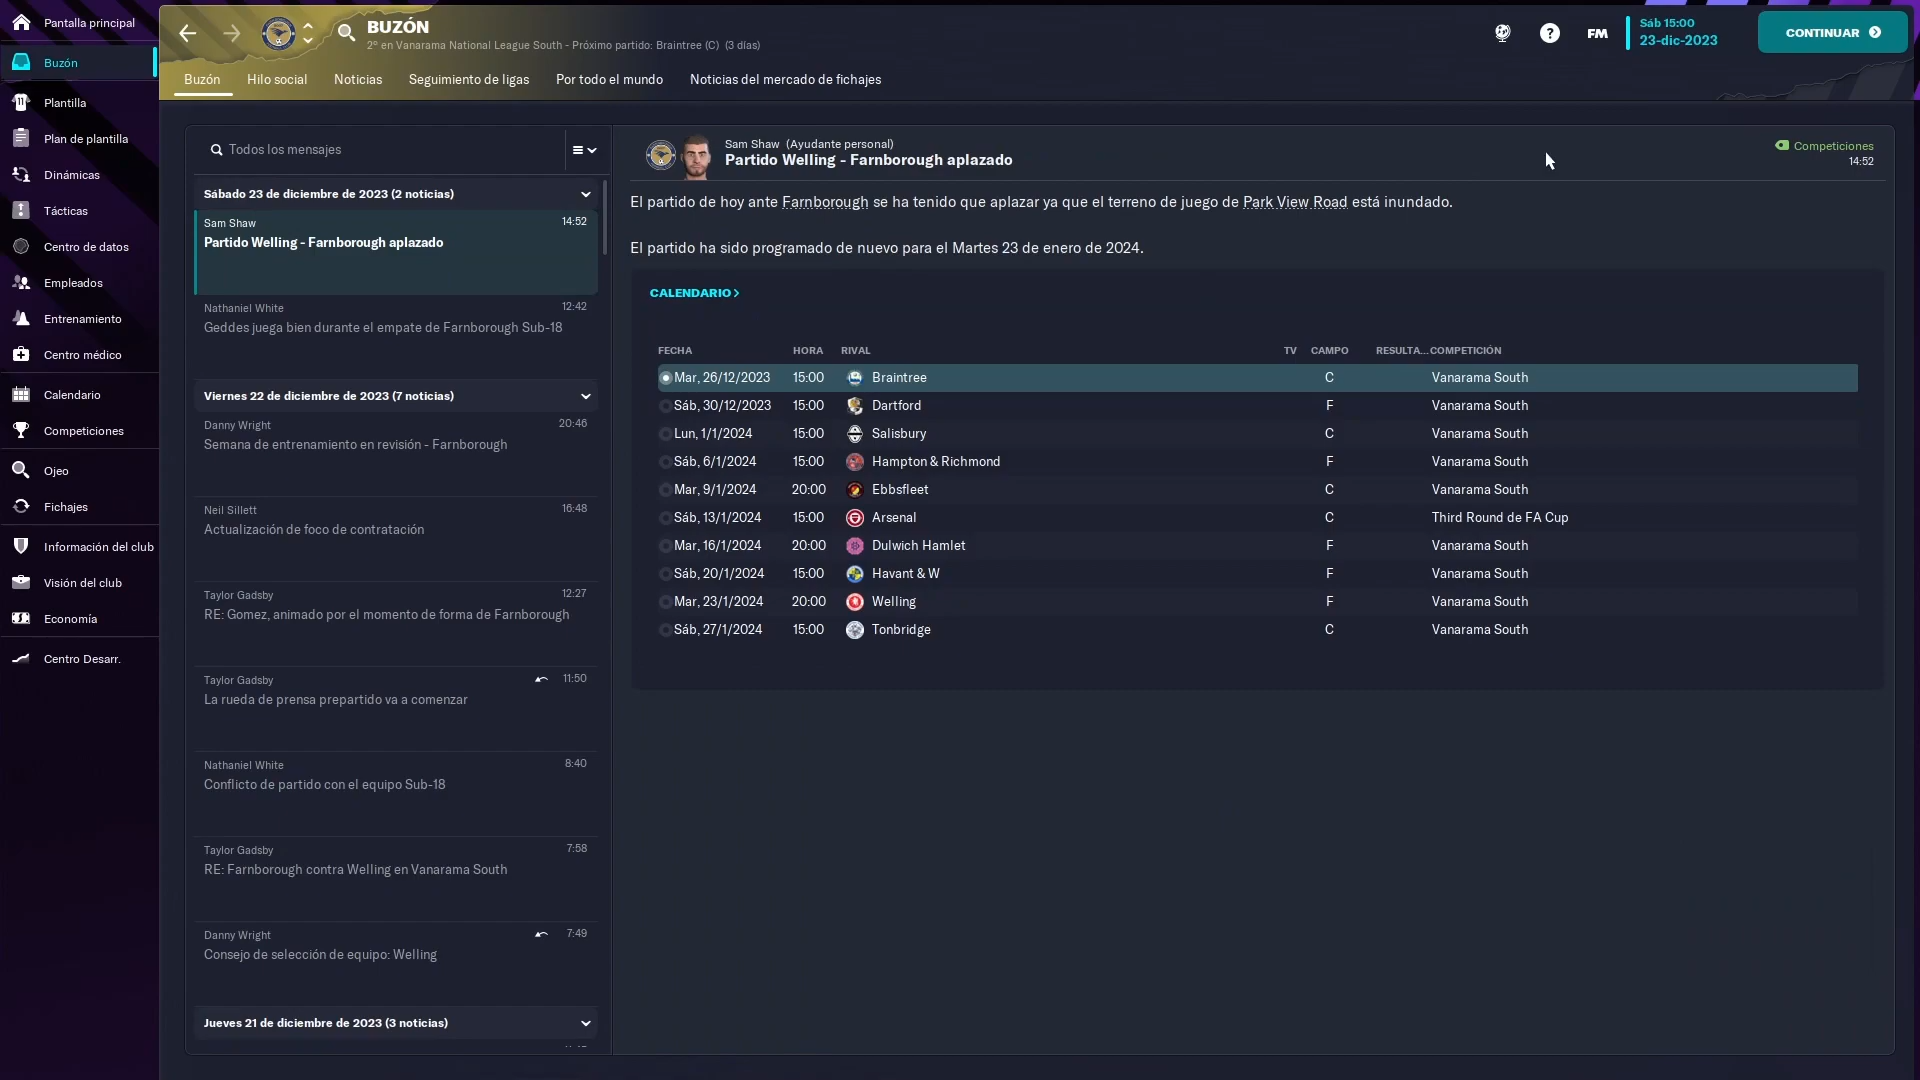 Pantalla principal
Buzón
Plantilla
Plan de plantilla
Dinámicas
Tácticas
Centro de datos
Empleados
Entrenamiento
Centro médico
Calendario
Competiciones
Ojeo
Fichajes
Información del club
Visión del club
Economía
Centro Desarr.
BUZÓN
2º en Vanarama National League South - Próximo partido: Braintree (C) (3 días)
FM
Sáb 15:00
23-dic-2023
CONTINUAR
Buzón Hilo social Noticias Seguimiento de ligas Por todo el mundo Noticias del mercado de fichajes
Todos los mensajes
Sábado 23 de diciembre de 2023 (2 noticias)
Sam Shaw 14:52
Partido Welling - Farnborough aplazado
Nathaniel White 12:42
Geddes juega bien durante el empate de Farnborough Sub-18
Viernes 22 de diciembre de 2023 (7 noticias)
Danny Wright 20:46
Semana de entrenamiento en revisión - Farnborough
Neil Sillett 16:48
Actualización de foco de contratación
Taylor Gadsby 12:27
RE: Gomez, animado por el momento de forma de Farnborough
Taylor Gadsby 11:50
La rueda de prensa prepartido va a comenzar
Nathaniel White 8:40
Conflicto de partido con el equipo Sub-18
Taylor Gadsby 7:58
RE: Farnborough contra Welling en Vanarama South
Danny Wright 7:49
Consejo de selección de equipo: Welling
Jueves 21 de diciembre de 2023 (3 noticias)
Sam Shaw (Ayudante personal)
Partido Welling - Farnborough aplazado
Competiciones
14:52
El partido de hoy ante Farnborough se ha tenido que aplazar ya que el terreno de juego de Park View Road está inundado.
El partido ha sido programado de nuevo para el Martes 23 de enero de 2024.
CALENDARIO >
FECHA HORA RIVAL TV CAMPO RESULTA... COMPETICIÓN
Mar, 26/12/2023 15:00 Braintree C Vanarama South
Sáb, 30/12/2023 15:00 Dartford F Vanarama South
Lun, 1/1/2024 15:00 Salisbury C Vanarama South
Sáb, 6/1/2024 15:00 Hampton & Richmond F Vanarama South
Mar, 9/1/2024 20:00 Ebbsfleet C Vanarama South
Sáb, 13/1/2024 15:00 Arsenal C Third Round de FA Cup
Mar, 16/1/2024 20:00 Dulwich Hamlet F Vanarama South
Sáb, 20/1/2024 15:00 Havant & W F Vanarama South
Mar, 23/1/2024 20:00 Welling F Vanarama South
Sáb, 27/1/2024 15:00 Tonbridge C Vanarama South